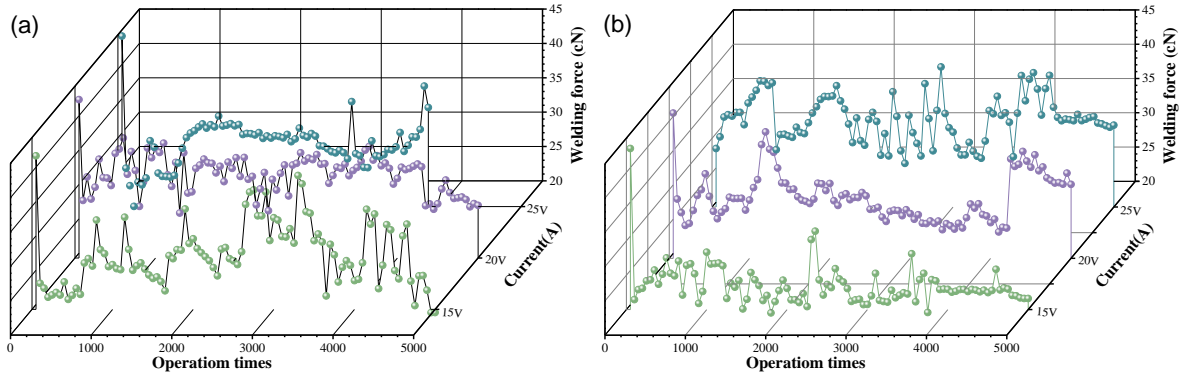 (a)
45
40
35
30
25
20
Welding force (cN)
25V
20V
15V
Current(A)
0
1000
2000
3000
4000
5000
Operatiom times
(b)
45
40
35
30
25
20
Welding force (cN)
25V
20V
15V
Current(A)
0
1000
2000
3000
4000
5000
Operatiom times